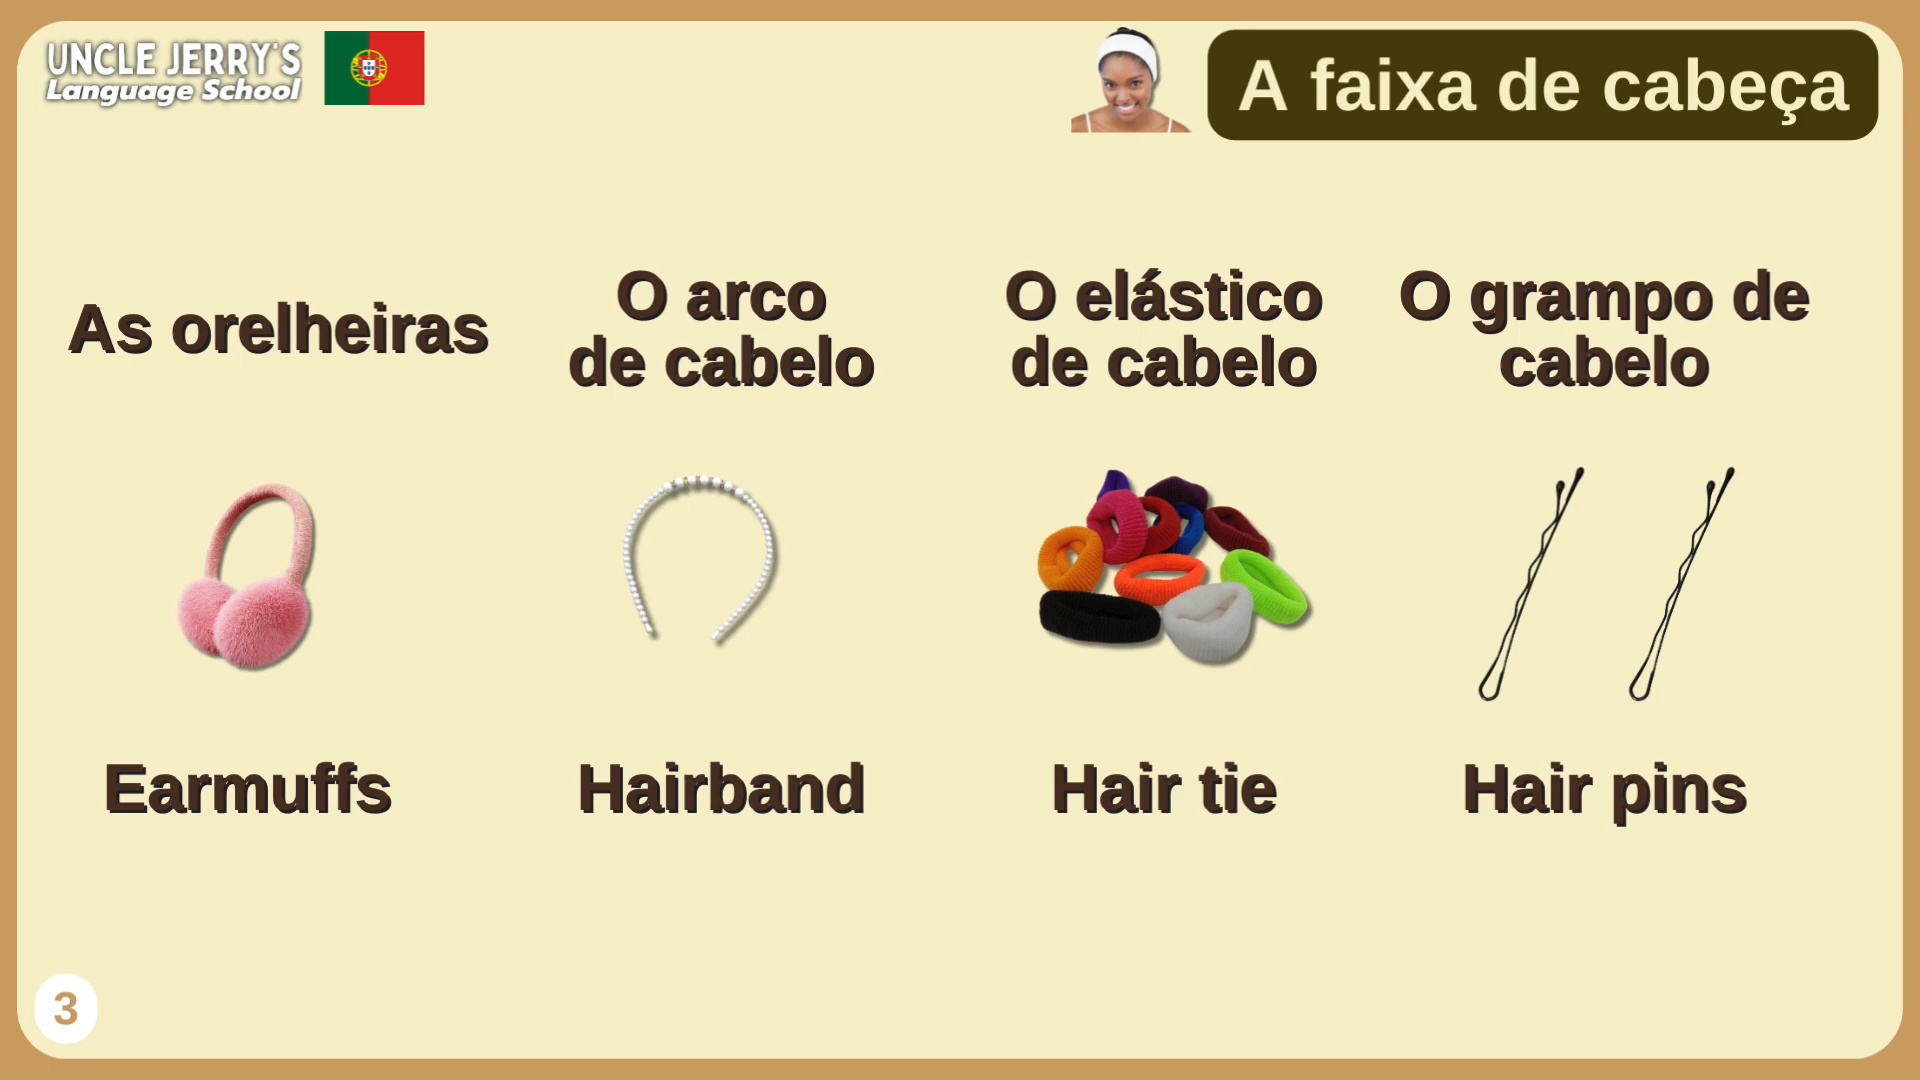 UNCLE JERRY'S
Language School
A faixa de cabeça
As orelheiras
O arco
de cabelo
O elástico
de cabelo
O grampo de
cabelo
Earmuffs
Hairband
Hair tie
Hair pins
3